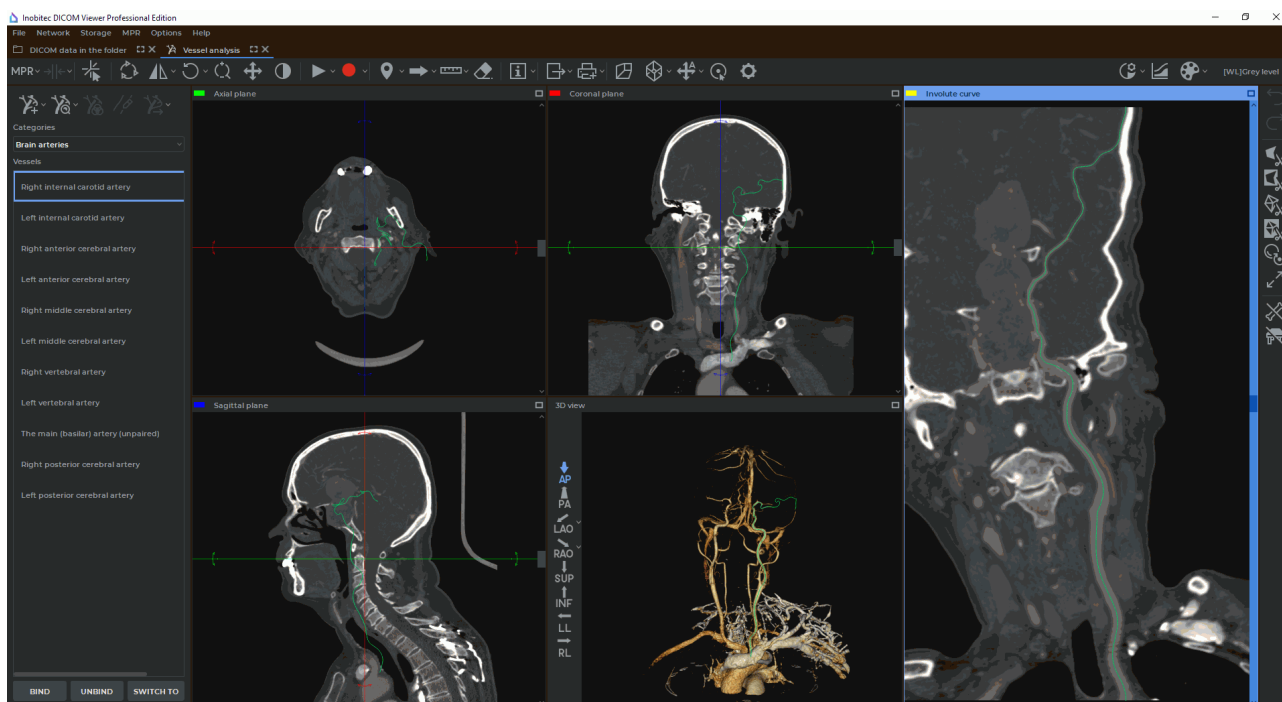 Inobitec DICOM Viewer Professional Edition
File Network Storage MPR Options Help
DICOM data in the folder Vessel analysis
MPR
[WL]Grey level
Categories
Brain arteries
Vessels
Right internal carotid artery
Left internal carotid artery
Right anterior cerebral artery
Left anterior cerebral artery
Right middle cerebral artery
Left middle cerebral artery
Right vertebral artery
Left vertebral artery
The main (basilar) artery (unpaired)
Right posterior cerebral artery
Left posterior cerebral artery
BIND UNBIND SWITCH TO
Axial plane
Coronal plane
Involute curve
Sagittal plane
3D view
AP
PA
LAO
RAO
SUP
INF
LL
RL